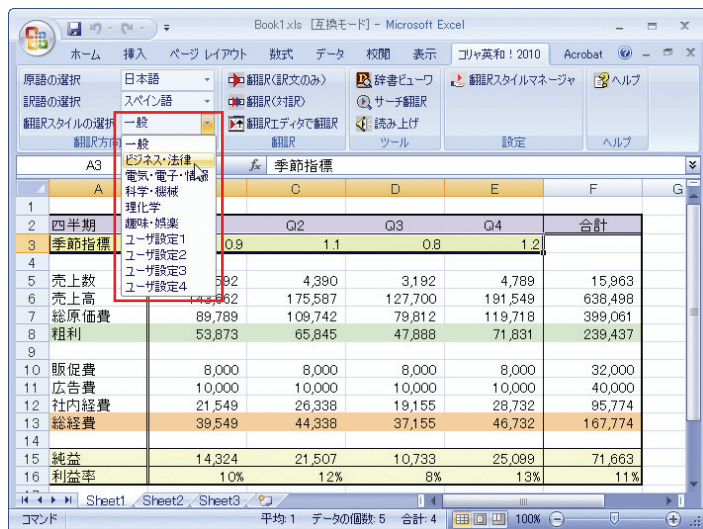 Book1.xls [互換モード] - Microsoft Excel
ホーム 挿入 ページ レイアウト 数式 データ 校閲 表示 コリャ英和!2010 Acrobat
原語の選択 日本語 翻訳(訳文のみ) 辞書ビューワ 翻訳スタイルマネージャ ヘルプ
訳語の選択 スペイン語 翻訳(対訳) サーチ翻訳
翻訳スタイルの選択 一般 翻訳エディタで翻訳 読み上げ
翻訳方向 翻訳 ツール 設定 ヘルプ
一般
ビジネス・法律
電気・電子・情報
科学・機械
理化学
趣味・娯楽
ユーザ設定1
ユーザ設定2
ユーザ設定3
ユーザ設定4
A3 fx 季節指標
A C D E F G
1
2 四半期 Q2 Q3 Q4 合計
3 季節指標 0.9 1.1 0.8 1.2
4
5 売上数 592 4,390 3,192 4,789 15,963
6 売上高 175,587 127,700 191,549 638,498
7 総原価費 89,789 109,742 79,812 119,718 399,061
8 粗利 53,873 65,845 47,888 71,831 239,437
9
10 販促費 8,000 8,000 8,000 8,000 32,000
11 広告費 10,000 10,000 10,000 10,000 40,000
12 社内経費 21,549 26,338 19,155 28,732 95,774
13 総経費 39,549 44,338 37,155 46,732 167,774
14
15 純益 14,324 21,507 10,733 25,099 71,663
16 利益率 10% 12% 8% 13% 11%
Sheet1 Sheet2 Sheet3
コマンド 平均: 1 データの個数: 5 合計: 4 100%